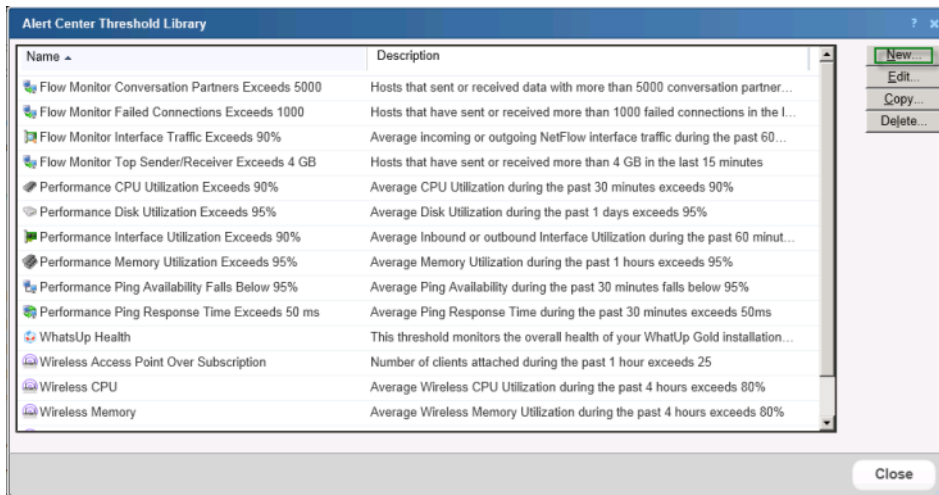 Alert Center Threshold Library
? ×
Name Description
New...
Edit...
Copy...
Delete...
Flow Monitor Conversation Partners Exceeds 5000 Hosts that sent or received data with more than 5000 conversation partner...
Flow Monitor Failed Connections Exceeds 1000 Hosts that have sent or received more than 1000 failed connections in the l...
Flow Monitor Interface Traffic Exceeds 90% Average incoming or outgoing NetFlow interface traffic during the past 60...
Flow Monitor Top Sender/Receiver Exceeds 4 GB Hosts that have sent or received more than 4 GB in the last 15 minutes
Performance CPU Utilization Exceeds 90% Average CPU Utilization during the past 30 minutes exceeds 90%
Performance Disk Utilization Exceeds 95% Average Disk Utilization during the past 1 days exceeds 95%
Performance Interface Utilization Exceeds 90% Average Inbound or outbound Interface Utilization during the past 60 minut...
Performance Memory Utilization Exceeds 95% Average Memory Utilization during the past 1 hours exceeds 95%
Performance Ping Availability Falls Below 95% Average Ping Availability during the past 30 minutes falls below 95%
Performance Ping Response Time Exceeds 50 ms Average Ping Response Time during the past 30 minutes exceeds 50ms
WhatsUp Health This threshold monitors the overall health of your WhatUp Gold installation...
Wireless Access Point Over Subscription Number of clients attached during the past 1 hour exceeds 25
Wireless CPU Average Wireless CPU Utilization during the past 4 hours exceeds 80%
Wireless Memory Average Wireless Memory Utilization during the past 4 hours exceeds 80%
Close